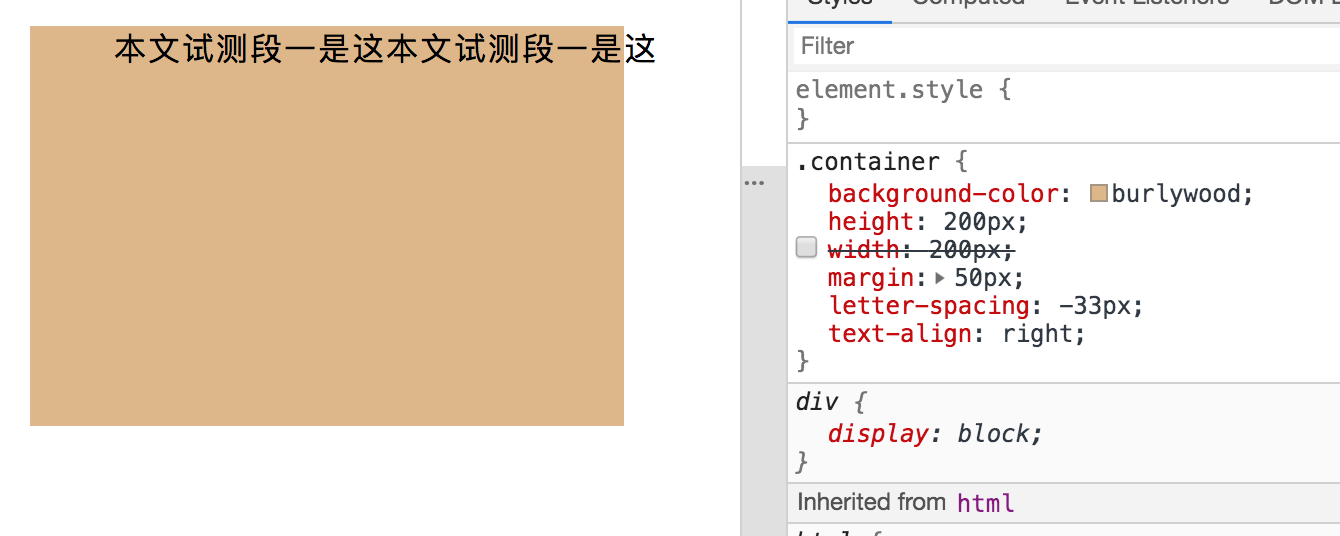 本文试测段一是这本文试测段一是这
Styles Computed Event Listeners DOM
Filter
element.style {
}
.container {
background-color: burlywood;
height: 200px;
width: 200px;
margin: 50px;
letter-spacing: -33px;
text-align: right;
}
div {
display: block;
}
Inherited from html
html {